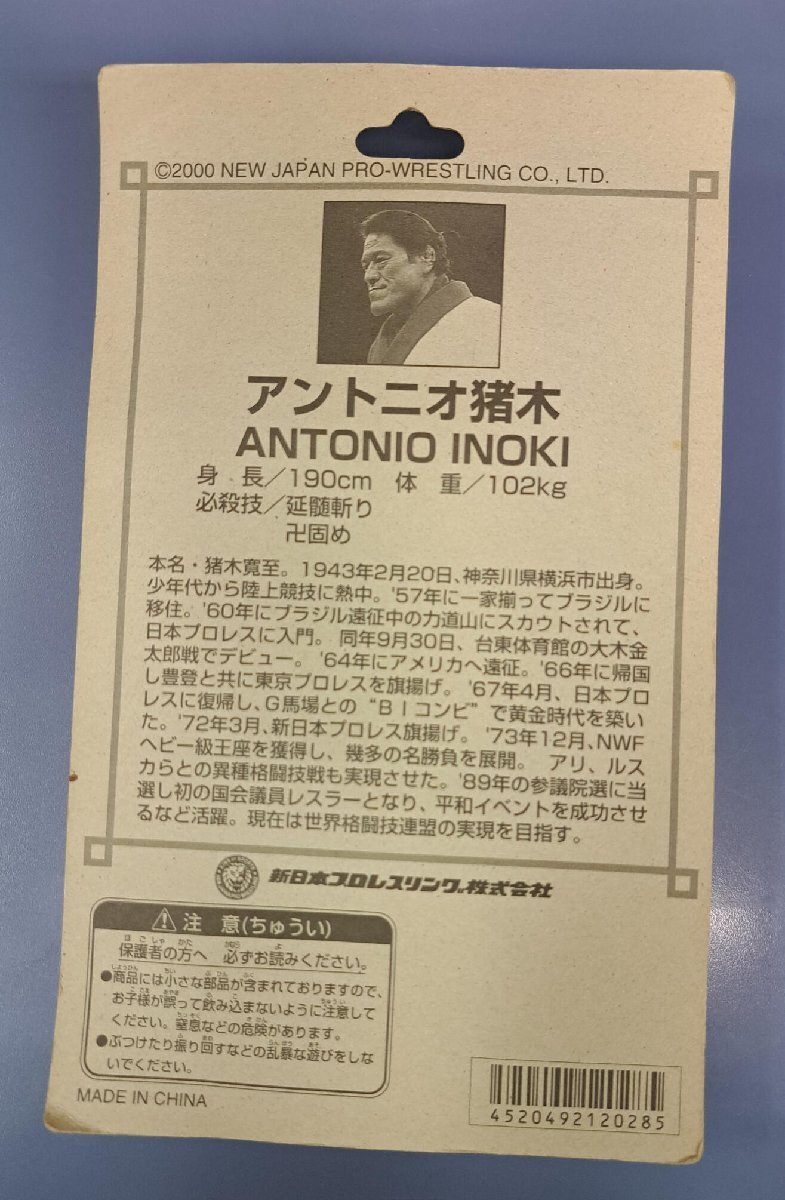 ©2000 NEW JAPAN PRO-WRESTLING CO., LTD.
アントニオ猪木
ANTONIO INOKI
身 長／190cm 体 重／102kg
必殺技／延髄斬り
卍固め
本名・猪木寛至。1943年2月20日、神奈川県横浜市出身。
少年代から陸上競技に熱中。'57年に一家揃ってブラジルに
移住。'60年にブラジル遠征中の力道山にスカウトされて、
日本プロレスに入門。同年9月30日、台東体育館の大木金
太郎戦でデビュー。'64年にアメリカへ遠征。'66年に帰国
し豊登と共に東京プロレスを旗揚げ。'67年4月、日本プロ
レスに復帰し、G馬場との“BIコンビ”で黄金時代を築い
た。'72年3月、新日本プロレス旗揚げ。'73年12月、NWF
ヘビー級王座を獲得し、幾多の名勝負を展開。アリ、ルス
カらとの異種格闘技戦も実現させた。'89年の参議院選に当
選し初の国会議員レスラーとなり、平和イベントを成功させ
るなど活躍。現在は世界格闘技連盟の実現を目指す。
新日本プロレスリング株式会社
注 意(ちゅうい)
保護者の方へ 必ずお読みください。
●商品には小さな部品が含まれておりますので、
お子様が誤って飲み込まないように注意して
ください。窒息などの危険があります。
●ぶつけたり振り回すなどの乱暴な遊びをしな
いでください。
MADE IN CHINA
4520492120285